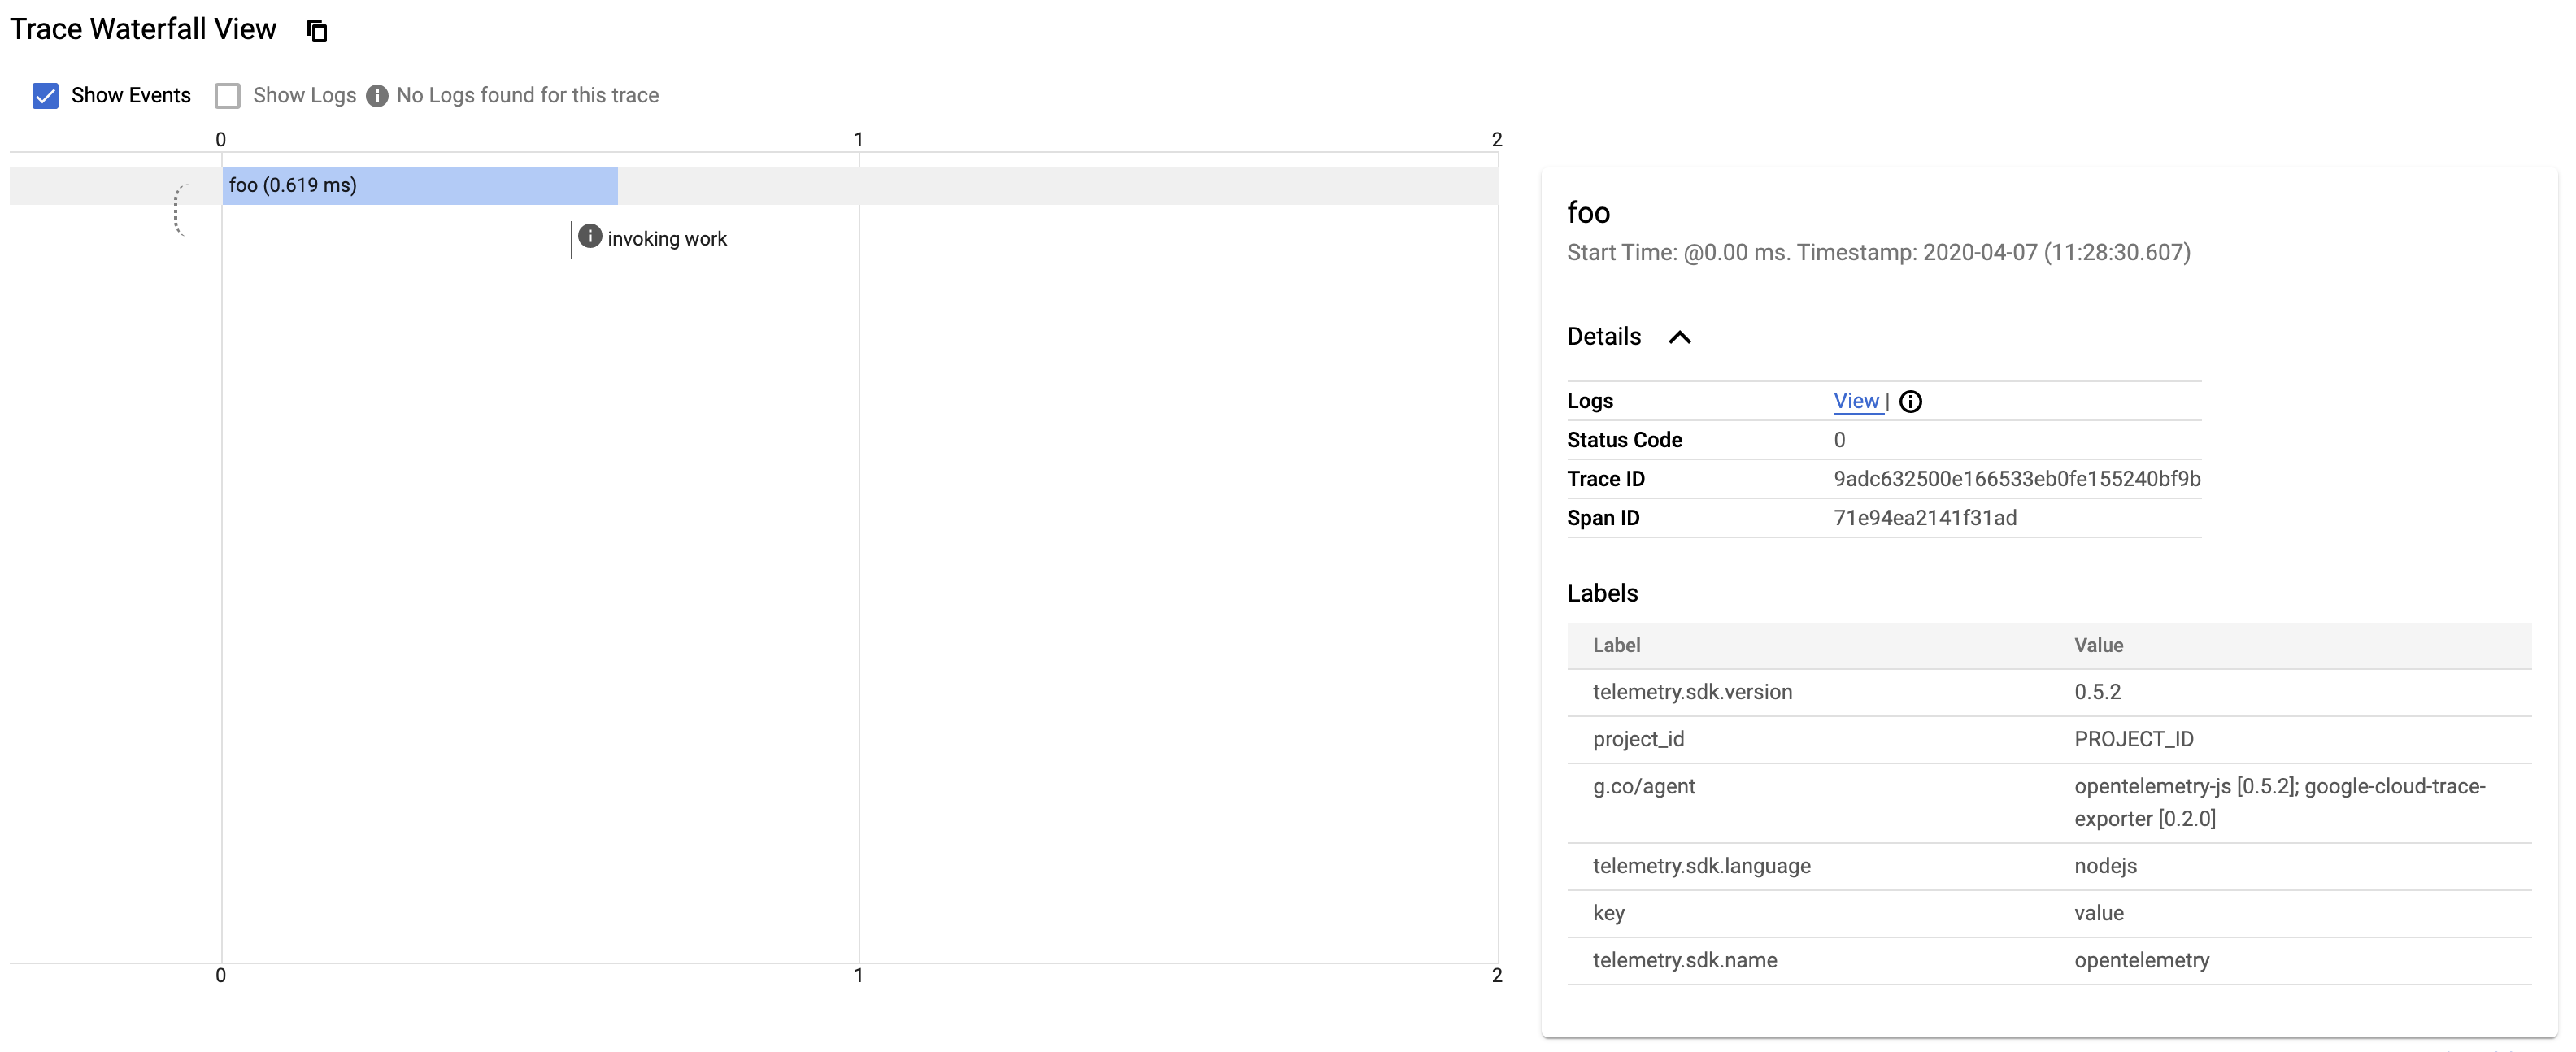 Trace Waterfall View
Show Events Show Logs No Logs found for this trace
0 1 2
foo (0.619 ms)
invoking work
0 1 2
foo
Start Time: @0.00 ms. Timestamp: 2020-04-07 (11:28:30.607)
Details
Logs View |
Status Code 0
Trace ID 9adc632500e166533eb0fe155240bf9b
Span ID 71e94ea2141f31ad
Labels
Label Value
telemetry.sdk.version 0.5.2
project_id PROJECT_ID
g.co/agent opentelemetry-js [0.5.2]; google-cloud-trace-
exporter [0.2.0]
telemetry.sdk.language nodejs
key value
telemetry.sdk.name opentelemetry